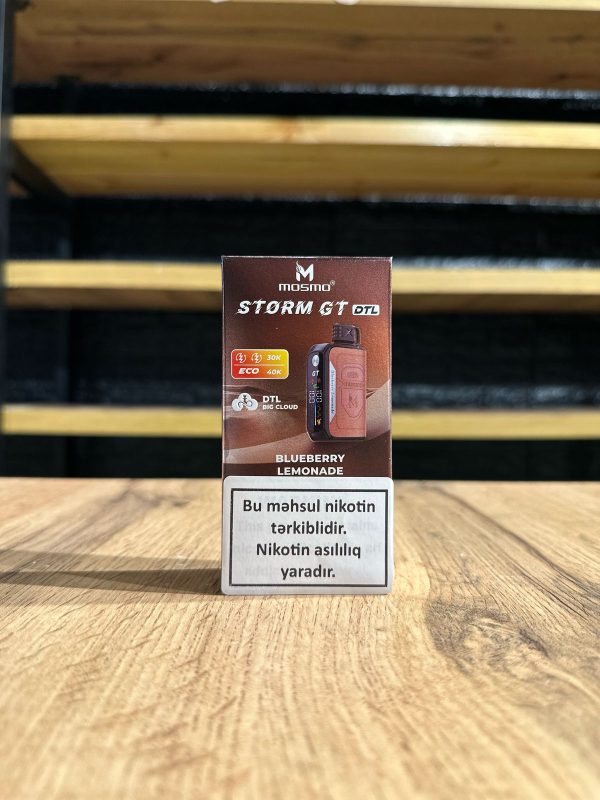 MOSMO®
STØRM GT DTL
30K
ECO 40K
GT
DTL
BIG CLOUD
BLUEBERRY
LEMONADE
Bu məhsul nikotin
tərkiblidir.
Nikotin asılılıq
yaradır.